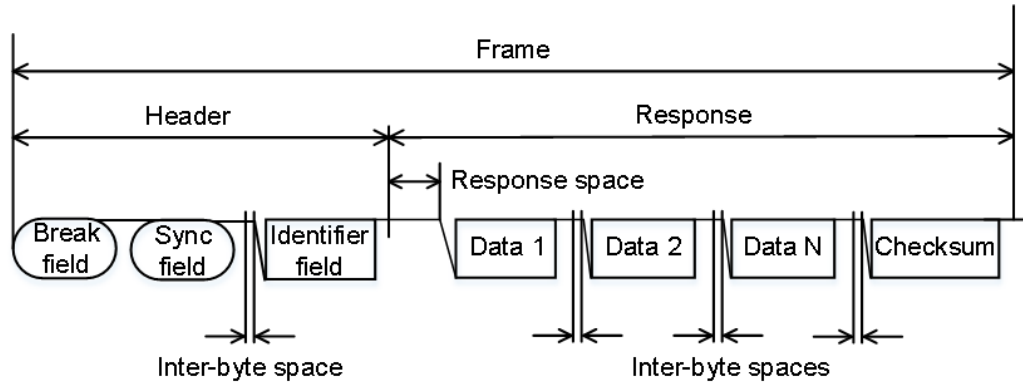 Frame
Header
Response
Response space
Break
field
Sync
field
Identifier
field
Data 1
Data 2
Data N
Checksum
Inter-byte space
Inter-byte spaces